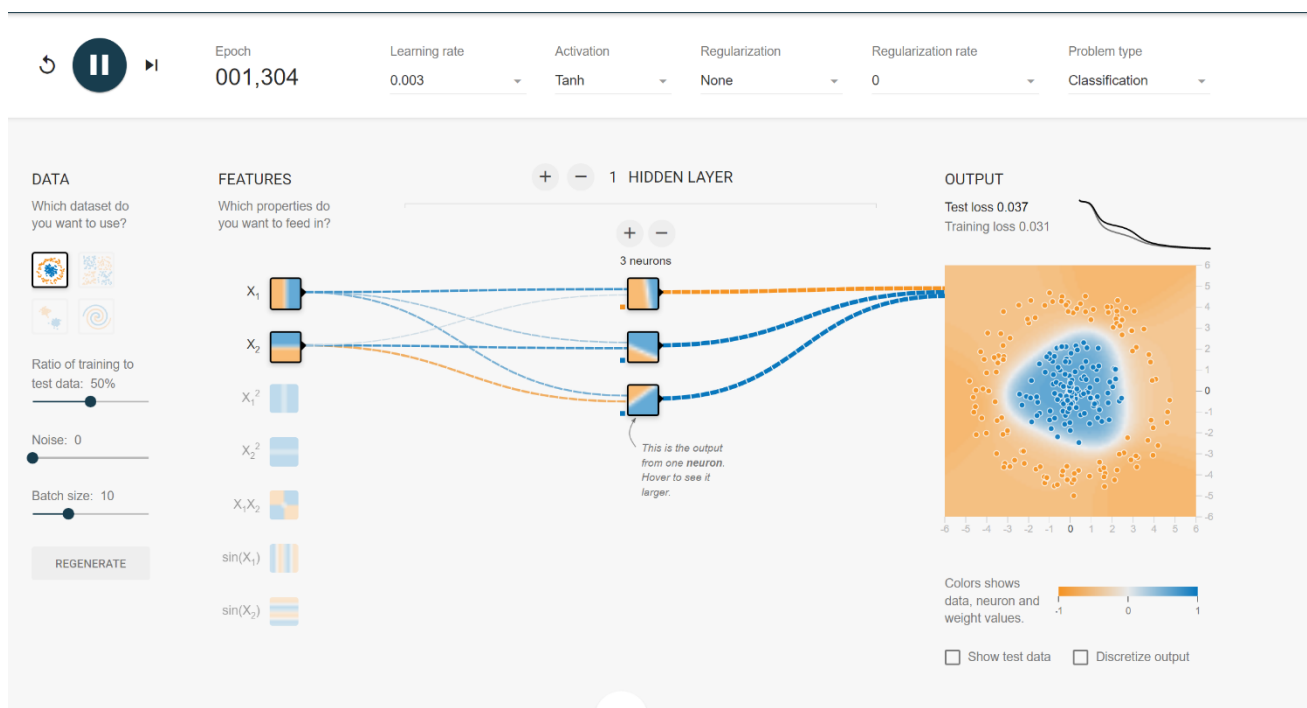 Epoch
001,304
Learning rate
0.003
Activation
Tanh
Regularization
None
Regularization rate
0
Problem type
Classification
DATA
Which dataset do
you want to use?
Ratio of training to
test data: 50%
Noise: 0
Batch size: 10
REGENERATE
FEATURES
Which properties do
you want to feed in?
X₁
X₂
X₁²
X₂²
X₁X₂
sin(X₁)
sin(X₂)
+ − 1 HIDDEN LAYER
+ −
3 neurons
This is the output
from one neuron.
Hover to see it
larger.
OUTPUT
Test loss 0.037
Training loss 0.031
6
5
4
3
2
1
0
-1
-2
-3
-4
-5
-6
-6 -5 -4 -3 -2 -1 0 1 2 3 4 5 6
Colors shows
data, neuron and
weight values.
-1 0 1
Show test data Discretize output